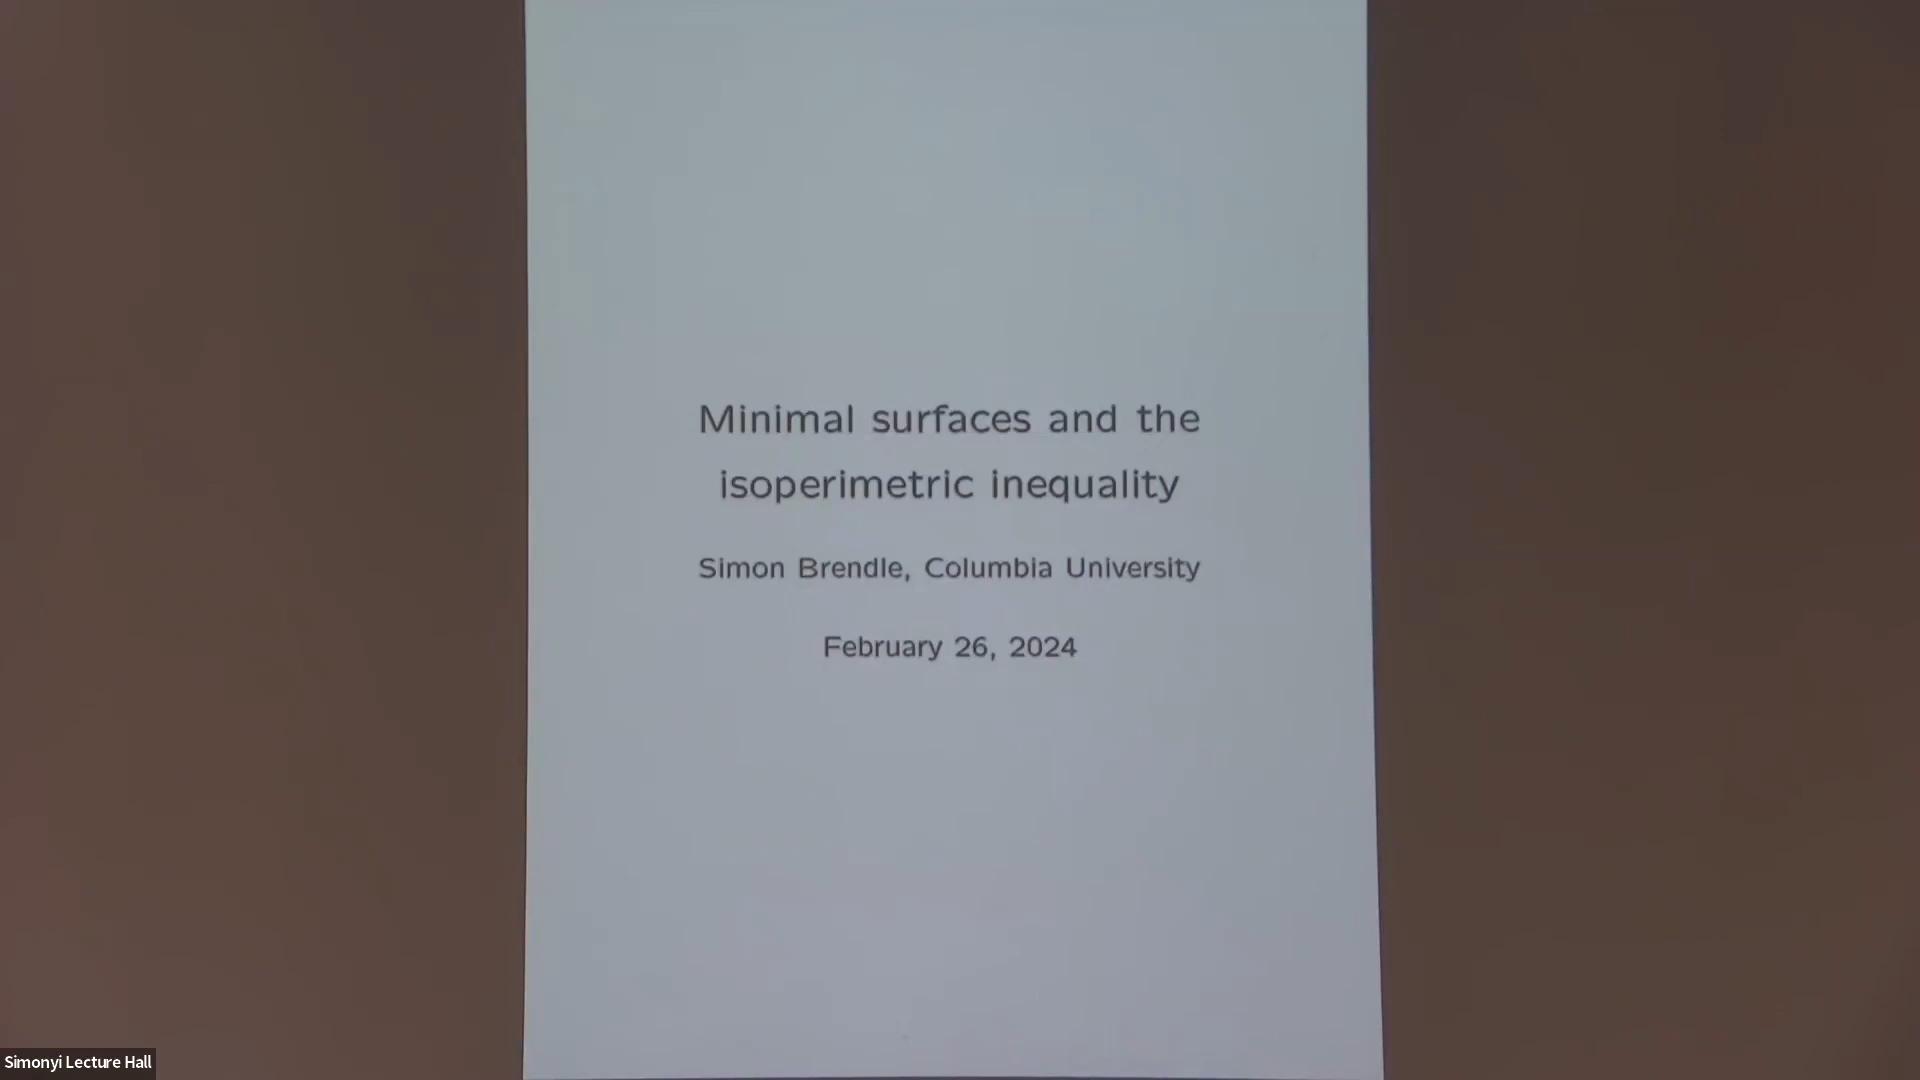 Minimal surfaces and the
isoperimetric inequality
Simon Brendle, Columbia University
February 26, 2024
Simonyi Lecture Hall